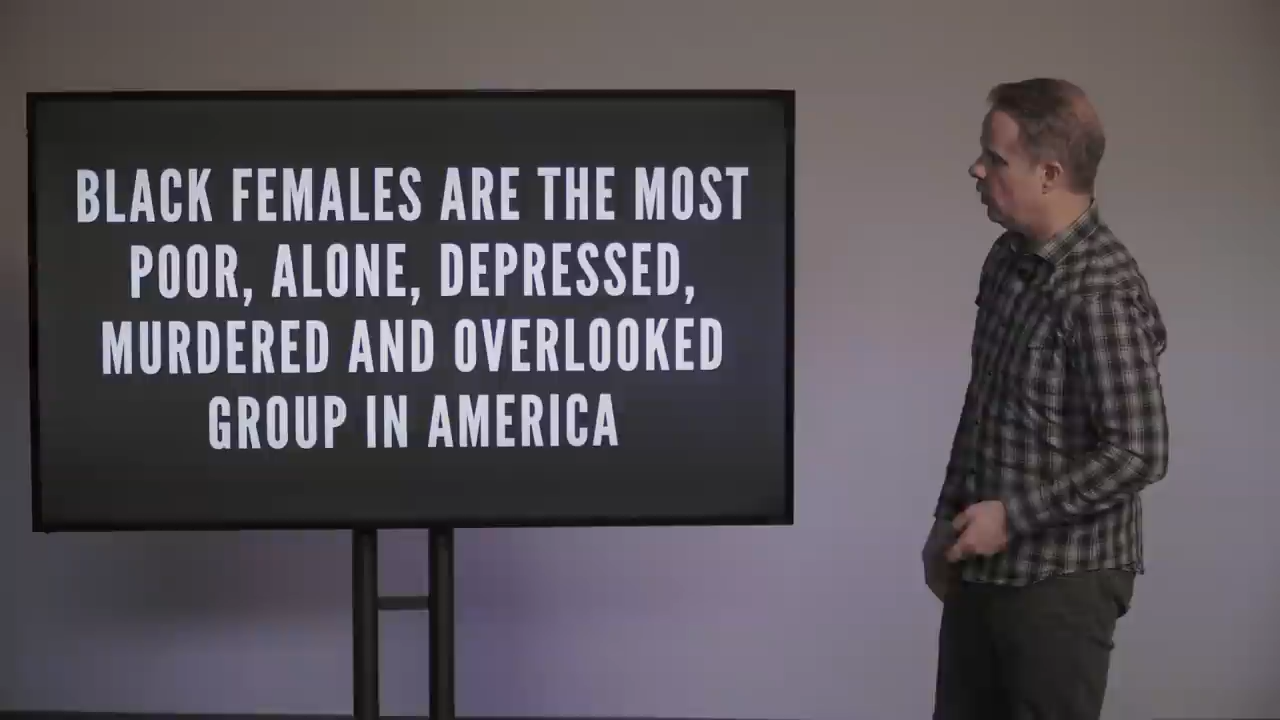 BLACK FEMALES ARE THE MOST
POOR, ALONE, DEPRESSED,
MURDERED AND OVERLOOKED
GROUP IN AMERICA